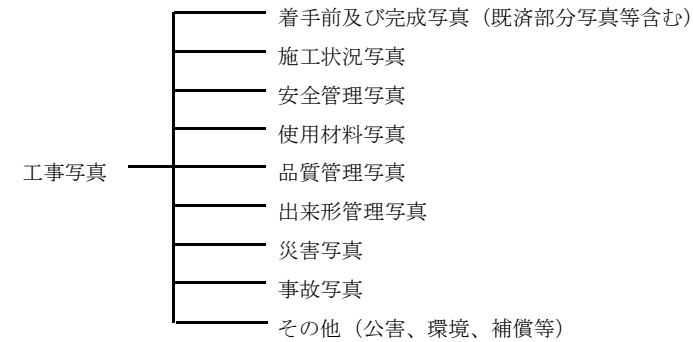 着手前及び完成写真（既済部分写真等含む）
施工状況写真
安全管理写真
使用材料写真
工事写真
品質管理写真
出来形管理写真
災害写真
事故写真
その他（公害、環境、補償等）